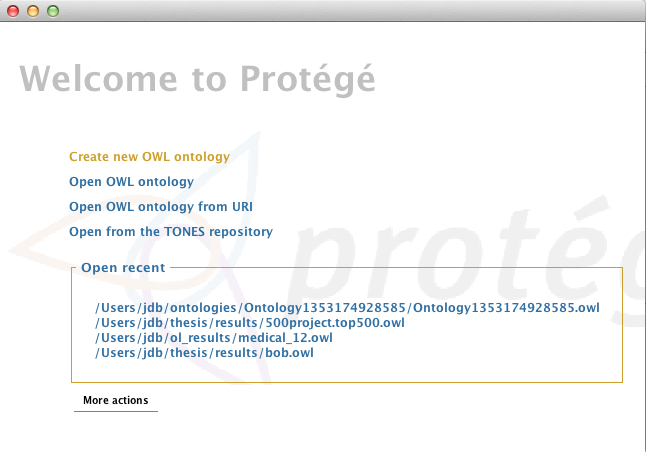 Welcome to Protégé
Create new OWL ontology
Open OWL ontology
Open OWL ontology from URI
Open from the TONES repository
protég
Open recent
/Users/jdb/ontologies/Ontology1353174928585/Ontology1353174928585.owl
/Users/jdb/thesis/results/500project.top500.owl
/Users/jdb/ol_results/medical_12.owl
/Users/jdb/thesis/results/bob.owl
More actions